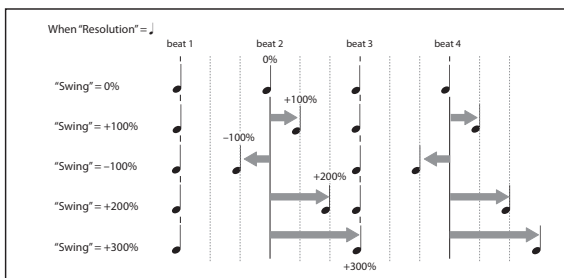 When “Resolution” = ♩
beat 1 beat 2 beat 3 beat 4
0%
“Swing” = 0%
+100%
“Swing” = +100%
–100%
“Swing” = –100%
+200%
“Swing” = +200%
“Swing” = +300%
+300%